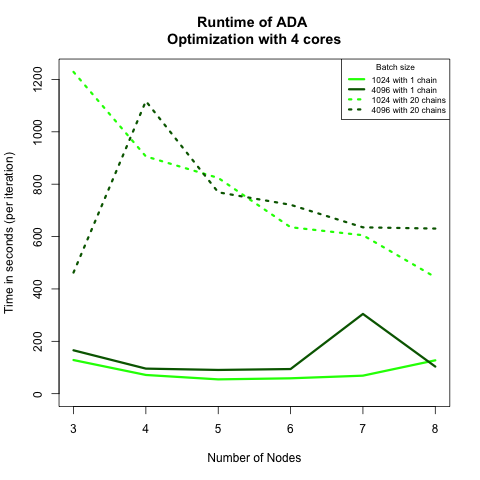 Runtime of ADA
Optimization with 4 cores
Batch size
1024 with 1 chain
4096 with 1 chain
1024 with 20 chains
4096 with 20 chains
Time in seconds (per iteration)
1200
1000
800
600
400
200
0
3 4 5 6 7 8
Number of Nodes